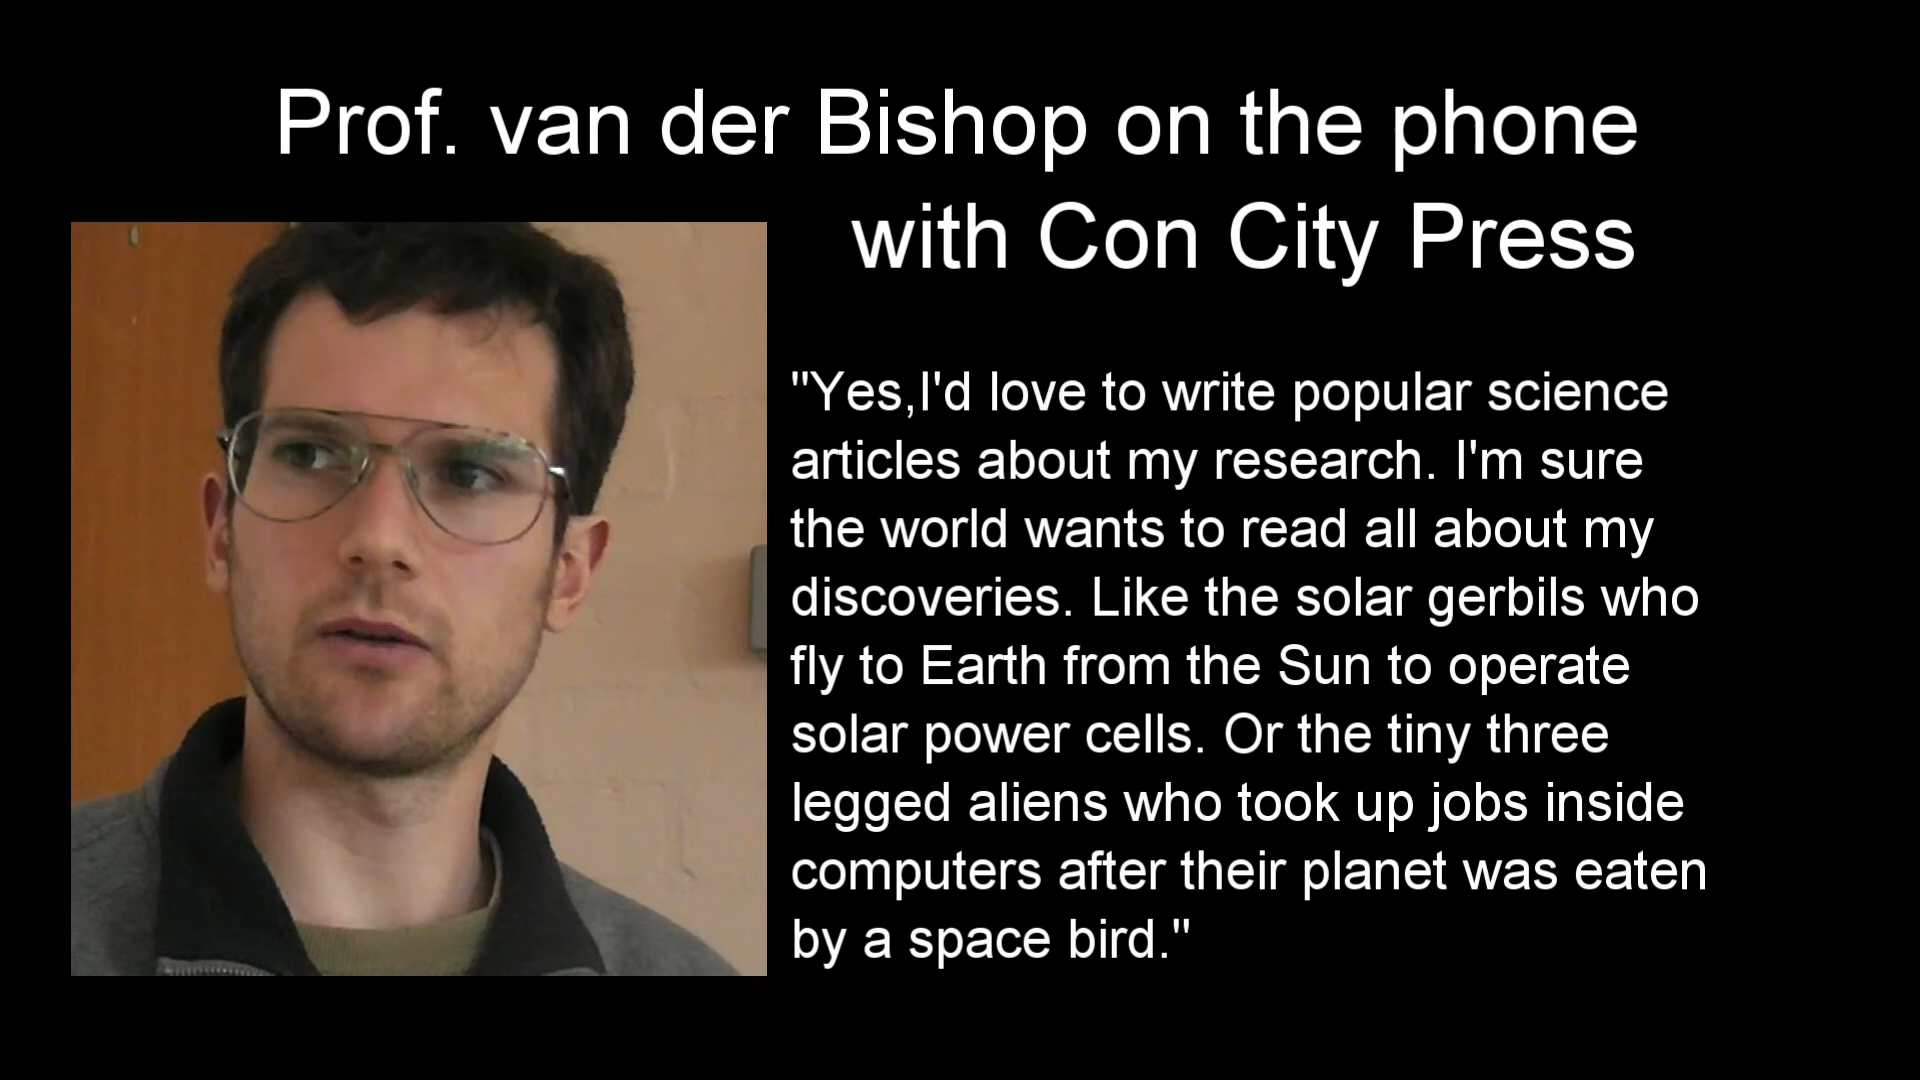 Prof. van der Bishop on the phone
with Con City Press
"Yes,I'd love to write popular science
articles about my research. I'm sure
the world wants to read all about my
discoveries. Like the solar gerbils who
fly to Earth from the Sun to operate
solar power cells. Or the tiny three
legged aliens who took up jobs inside
computers after their planet was eaten
by a space bird."